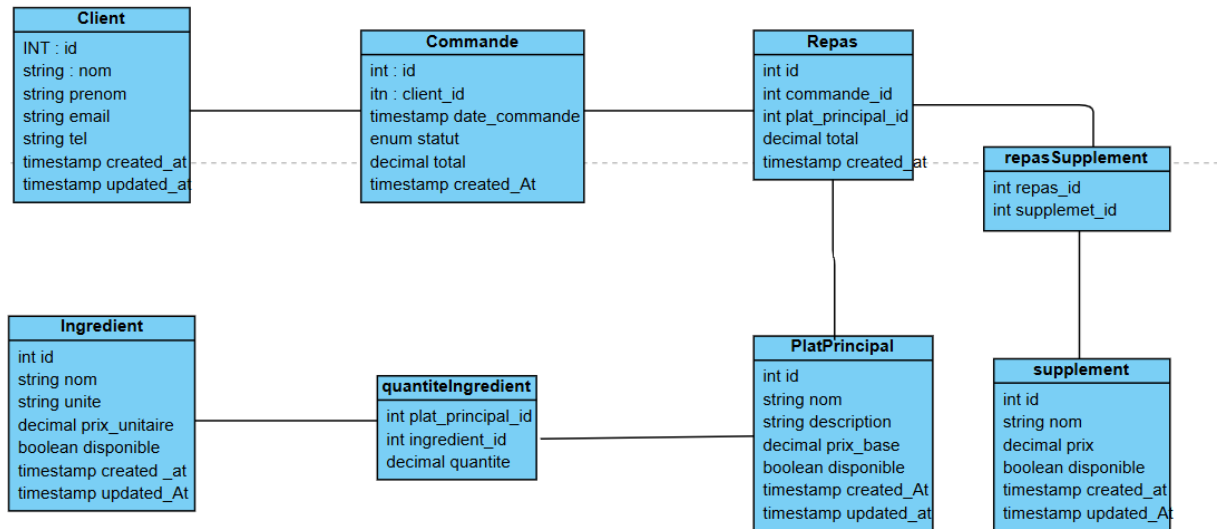 Client
INT : id
string : nom
string prenom
string email
string tel
timestamp created_at
timestamp updated_at
Commande
int : id
itn : client_id
timestamp date_commande
enum statut
decimal total
timestamp created_At
Repas
int id
int commande_id
int plat_principal_id
decimal total
timestamp created_at
repasSupplement
int repas_id
int supplemet_id
Ingredient
int id
string nom
string unite
decimal prix_unitaire
boolean disponible
timestamp created _at
timestamp updated_At
quantiteIngredient
int plat_principal_id
int ingredient_id
decimal quantite
PlatPrincipal
int id
string nom
string description
decimal prix_base
boolean disponible
timestamp created_At
timestamp updated_at
supplement
int id
string nom
decimal prix
boolean disponible
timestamp created_at
timestamp updated_At